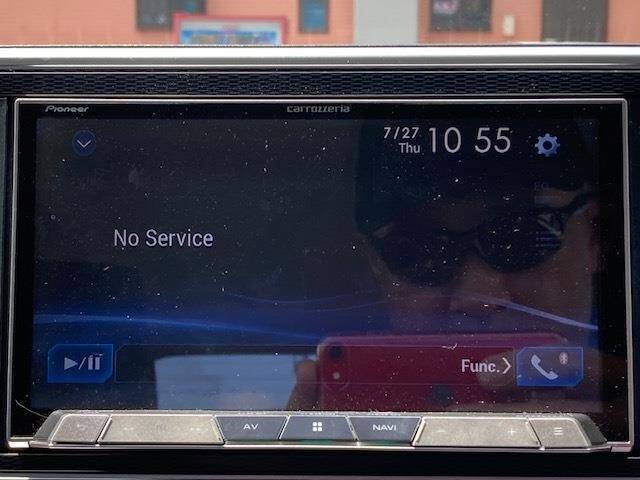 Pioneer carrozzeria
7/27
Thu
10 55
No Service
Func.
AV
NAVI